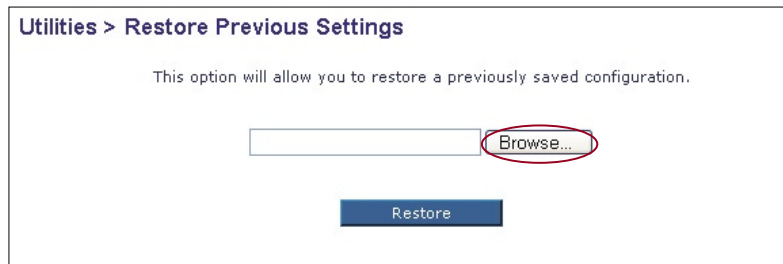 Utilities > Restore Previous Settings
This option will allow you to restore a previously saved configuration.
Browse...
Restore